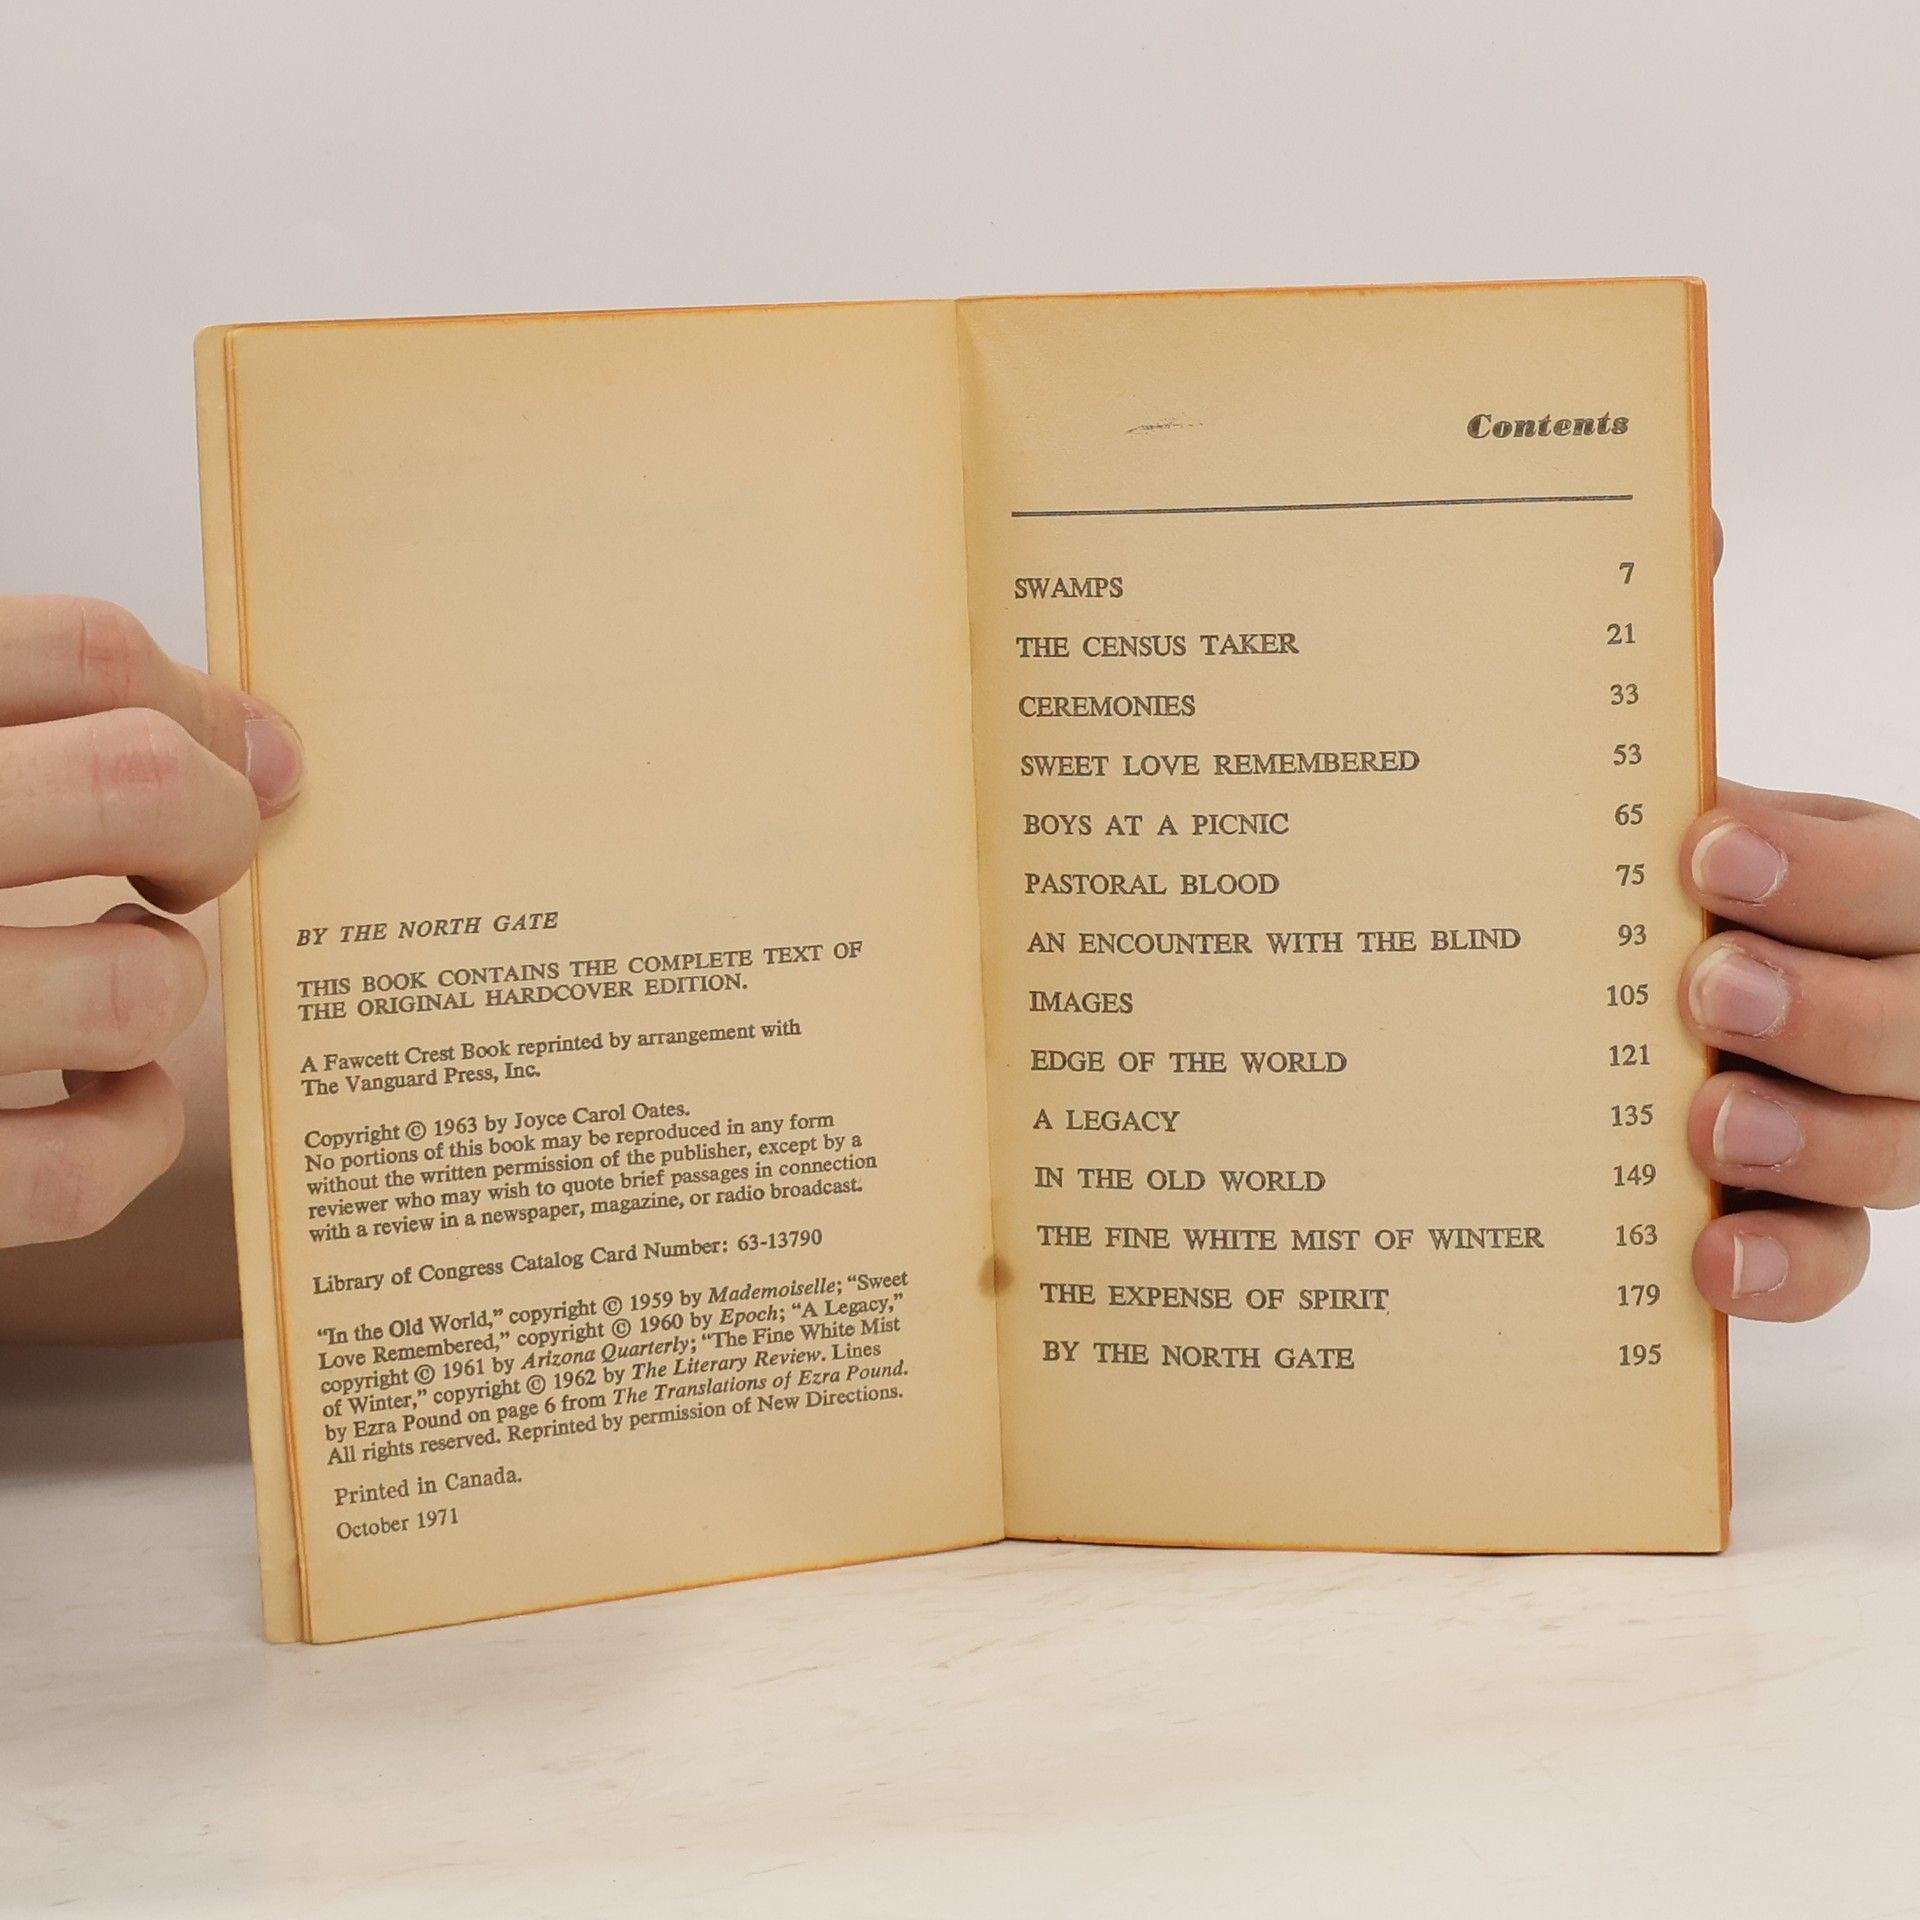 BY THE NORTH GATE
THIS BOOK CONTAINS THE COMPLETE TEXT OF
THE ORIGINAL HARDCOVER EDITION.
A Fawcett Crest Book reprinted by arrangement with
The Vanguard Press, Inc.
Copyright © 1963 by Joyce Carol Oates.
No portions of this book may be reproduced in any form
without the written permission of the publisher, except by a
reviewer who may wish to quote brief passages in connection
with a review in a newspaper, magazine, or radio broadcast.
Library of Congress Catalog Card Number: 63-13790
“In the Old World,” copyright © 1959 by Mademoiselle; “Sweet
Love Remembered,” copyright © 1960 by Epoch; “A Legacy,”
copyright © 1961 by Arizona Quarterly; “The Fine White Mist
of Winter,” copyright © 1962 by The Literary Review. Lines
by Ezra Pound on page 6 from The Translations of Ezra Pound.
All rights reserved. Reprinted by permission of New Directions.
Printed in Canada.
October 1971
Contents
SWAMPS 7
THE CENSUS TAKER 21
CEREMONIES 33
SWEET LOVE REMEMBERED 53
BOYS AT A PICNIC 65
PASTORAL BLOOD 75
AN ENCOUNTER WITH THE BLIND 93
IMAGES 105
EDGE OF THE WORLD 121
A LEGACY 135
IN THE OLD WORLD 149
THE FINE WHITE MIST OF WINTER 163
THE EXPENSE OF SPIRIT 179
BY THE NORTH GATE 195